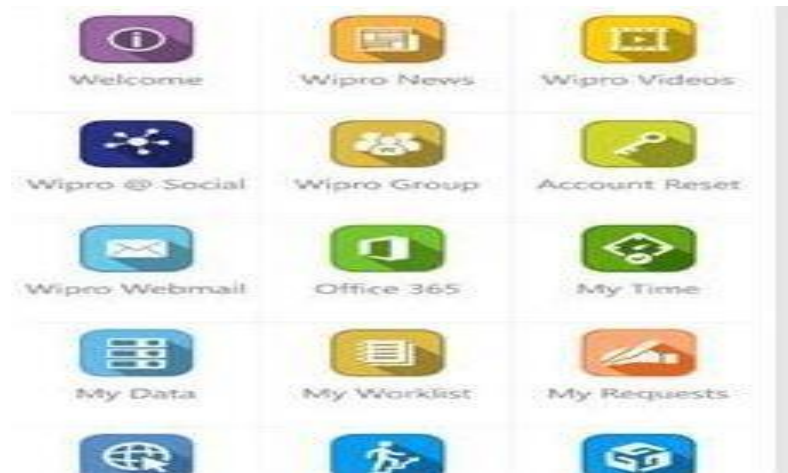 Welcome Wipro News Wipro Videos
Wipro @ Social Wipro Group Account Reset
Wipro Webmail Office 365 My Time
My Data My Worklist My Requests